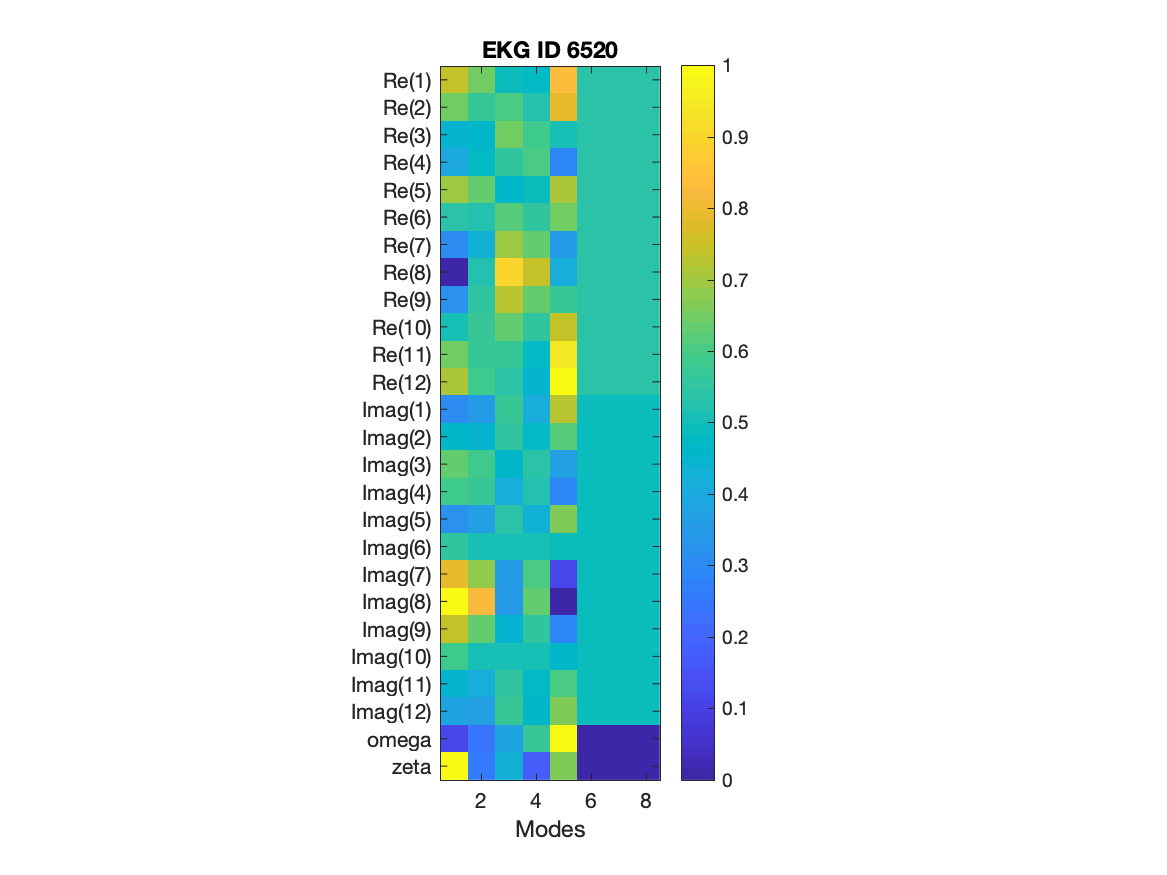 EKG ID 6520
Re(1)
Re(2)
Re(3)
Re(4)
Re(5)
Re(6)
Re(7)
Re(8)
Re(9)
Re(10)
Re(11)
Re(12)
Imag(1)
Imag(2)
Imag(3)
Imag(4)
Imag(5)
Imag(6)
Imag(7)
Imag(8)
Imag(9)
Imag(10)
Imag(11)
Imag(12)
omega
zeta
2 4 6 8
Modes
1
0.9
0.8
0.7
0.6
0.5
0.4
0.3
0.2
0.1
0